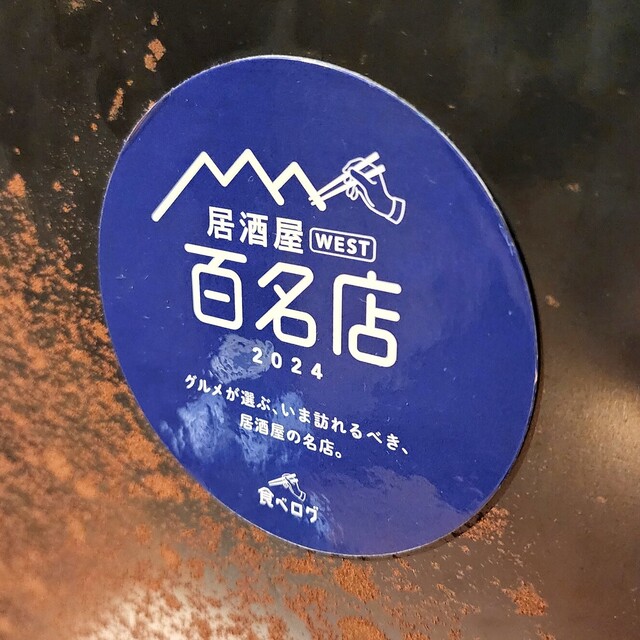 居酒屋 WEST
百名店
2024
グルメが選ぶ、いま訪れるべき、
居酒屋の名店。
食べログ